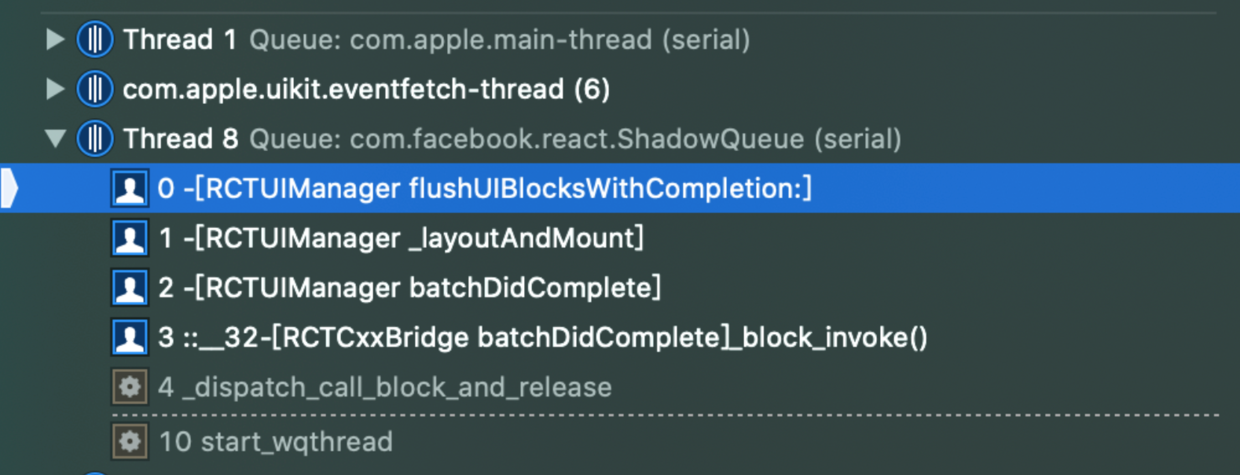 Thread 1 Queue: com.apple.main-thread (serial)
com.apple.uikit.eventfetch-thread (6)
Thread 8 Queue: com.facebook.react.ShadowQueue (serial)
0 -[RCTUIManager flushUIBlocksWithCompletion:]
1 -[RCTUIManager _layoutAndMount]
2 -[RCTUIManager batchDidComplete]
3 ::__32-[RCTCxxBridge batchDidComplete]_block_invoke()
4 _dispatch_call_block_and_release
10 start_wqthread